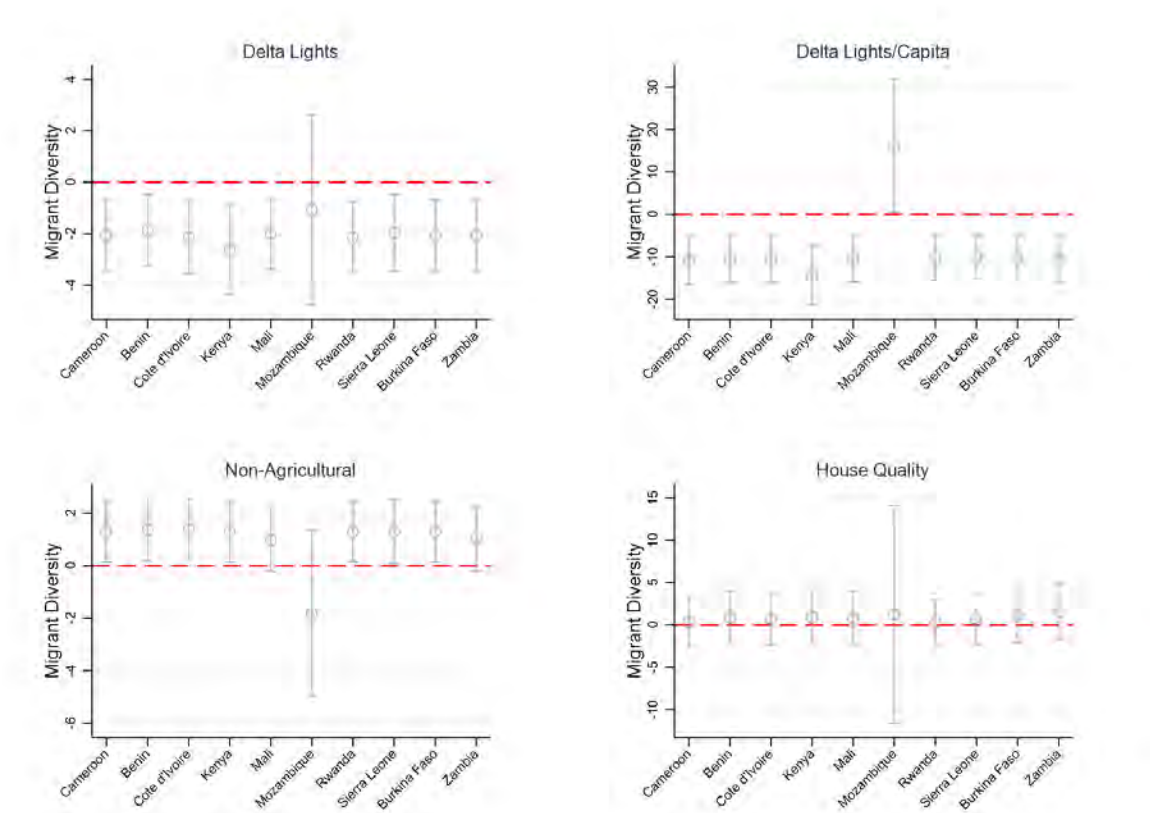 Delta Lights
Migrant Diversity
4
2
0
-2
-4
Cameroon
Benin
Cote d'Ivoire
Kenya
Mali
Mozambique
Rwanda
Sierra Leone
Burkina Faso
Zambia
Delta Lights/Capita
Migrant Diversity
30
20
10
0
-10
-20
Cameroon
Benin
Cote d'Ivoire
Kenya
Mali
Mozambique
Rwanda
Sierra Leone
Burkina Faso
Zambia
Non-Agricultural
Migrant Diversity
2
0
-2
-4
-6
Cameroon
Benin
Cote d'Ivoire
Kenya
Mali
Mozambique
Rwanda
Sierra Leone
Burkina Faso
Zambia
House Quality
Migrant Diversity
15
10
5
0
-5
-10
Cameroon
Benin
Cote d'Ivoire
Kenya
Mali
Mozambique
Rwanda
Sierra Leone
Burkina Faso
Zambia